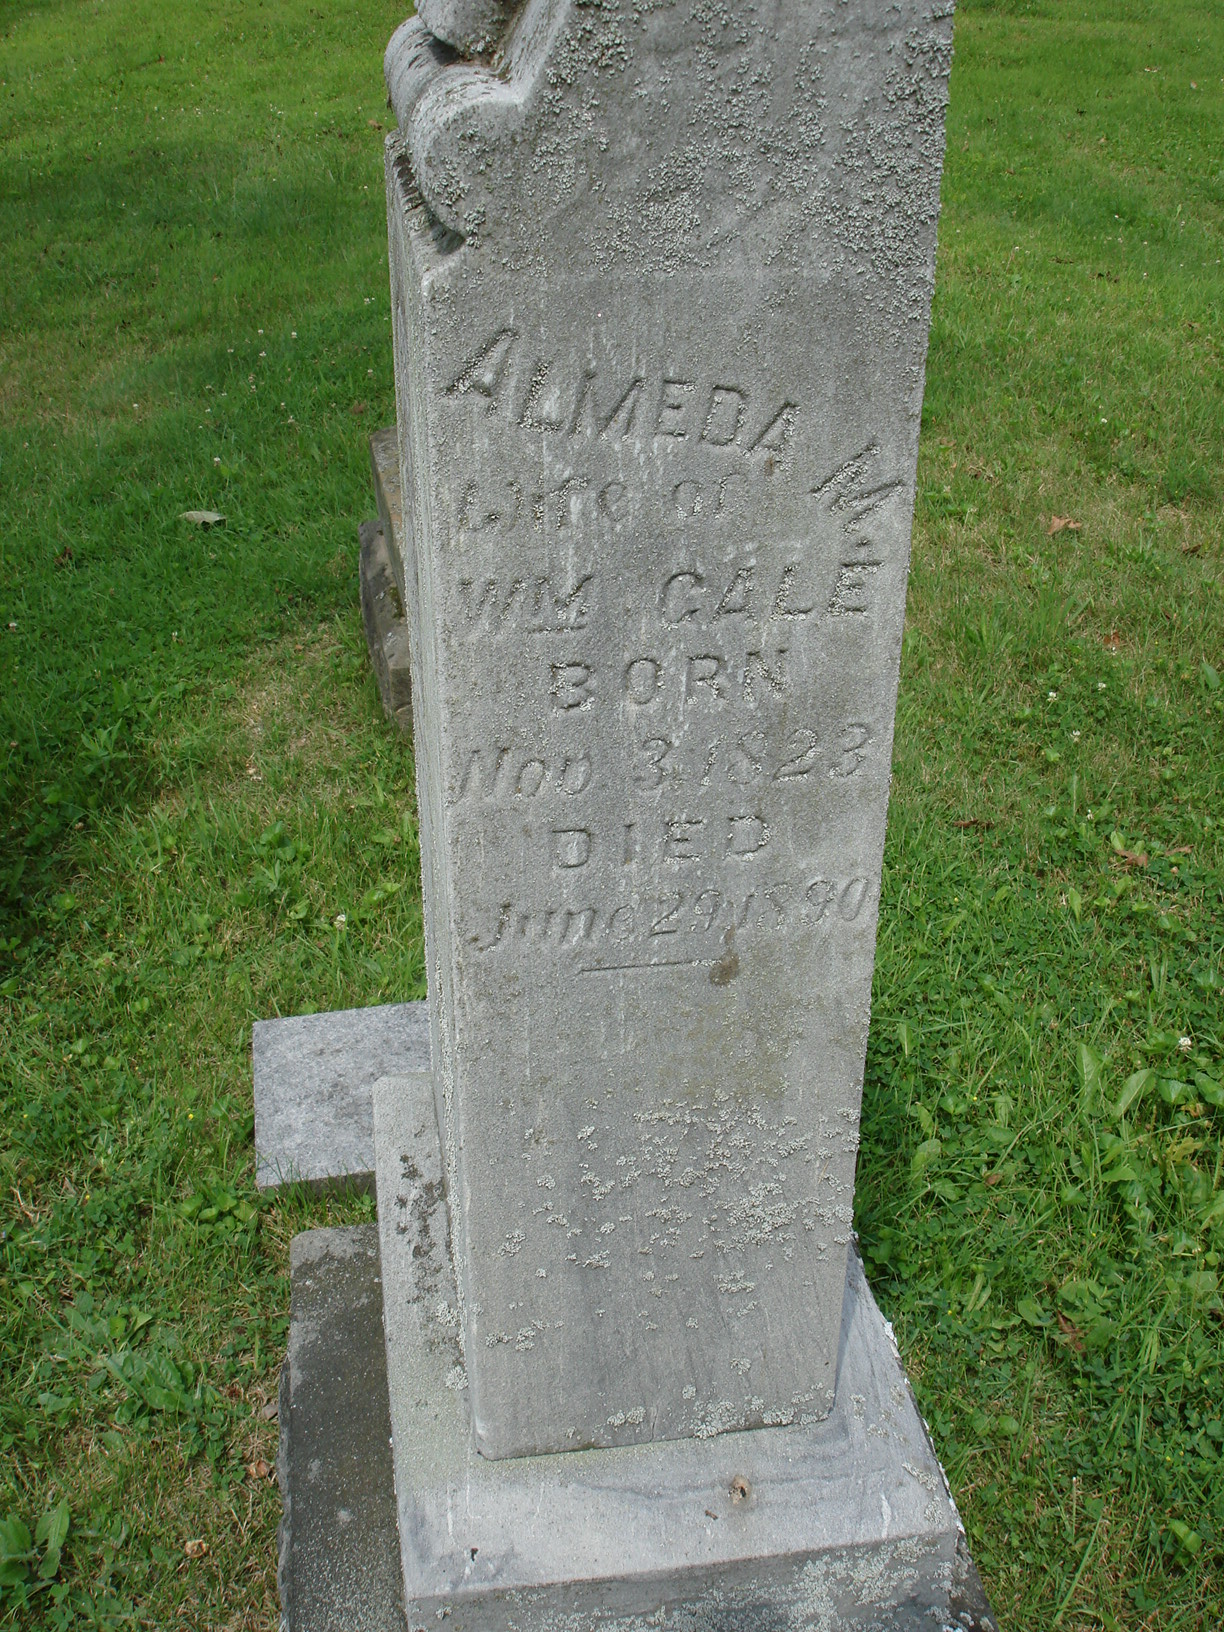 ALMEDA M.
Wife of
WM GALE
BORN
Nov 3, 1823
DIED
June 29, 1890